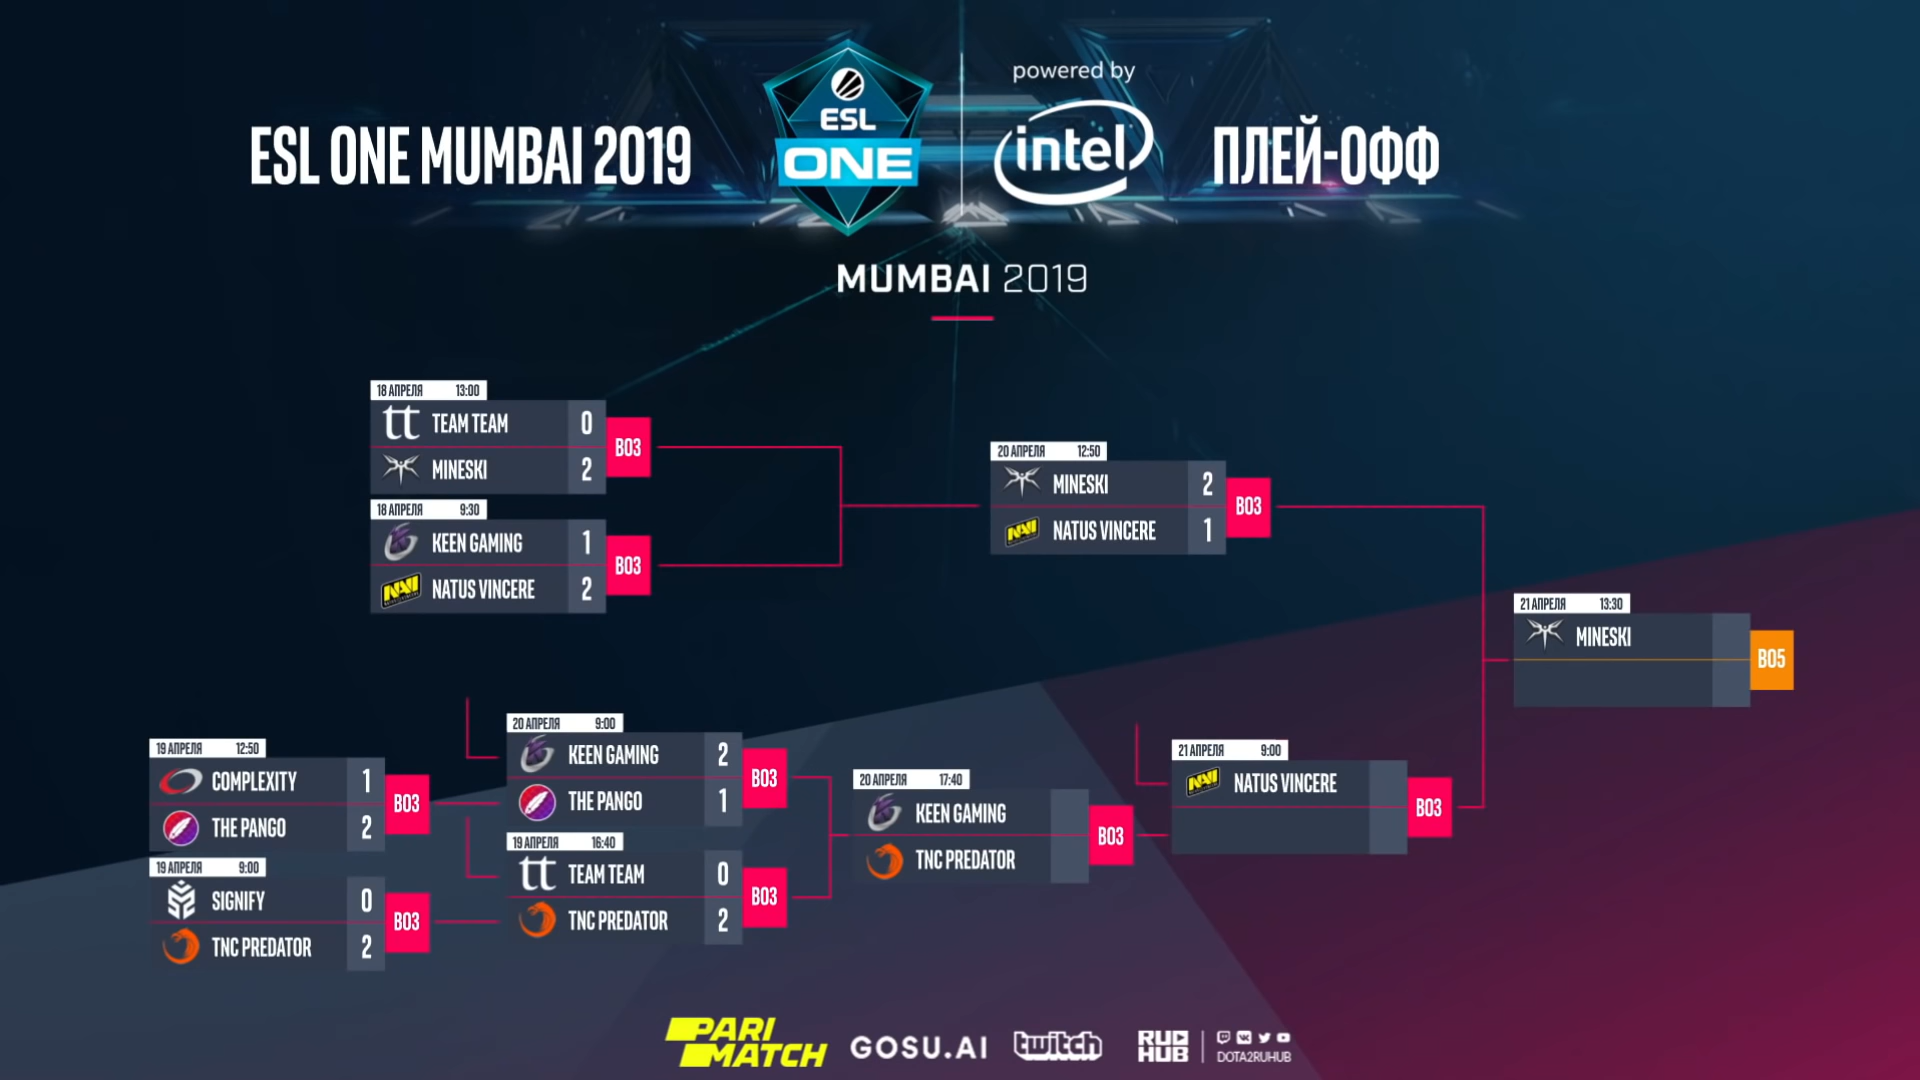 ESL ONE MUMBAI 2019
ESL
ONE
powered by
intel
ПЛЕЙ-ОФФ
MUMBAI 2019
18 АПРЕЛЯ 13:00
tt TEAM TEAM 0
MINESKI 2
BO3
18 АПРЕЛЯ 9:30
KEEN GAMING 1
NAVI NATUS VINCERE 2
BO3
20 АПРЕЛЯ 12:50
MINESKI 2
NAVI NATUS VINCERE 1
BO3
21 АПРЕЛЯ 13:30
MINESKI
BO5
19 АПРЕЛЯ 12:50
COMPLEXITY 1
THE PANGO 2
BO3
19 АПРЕЛЯ 9:00
SIGNIFY 0
TNC PREDATOR 2
BO3
20 АПРЕЛЯ 9:00
KEEN GAMING 2
THE PANGO 1
BO3
19 АПРЕЛЯ 16:40
tt TEAM TEAM 0
TNC PREDATOR 2
BO3
20 АПРЕЛЯ 17:40
KEEN GAMING
TNC PREDATOR
BO3
21 АПРЕЛЯ 9:00
NAVI NATUS VINCERE
BO3
PARI
MATCH
GOSU.AI
twitch
RUHUB
DOTA2RUHUB